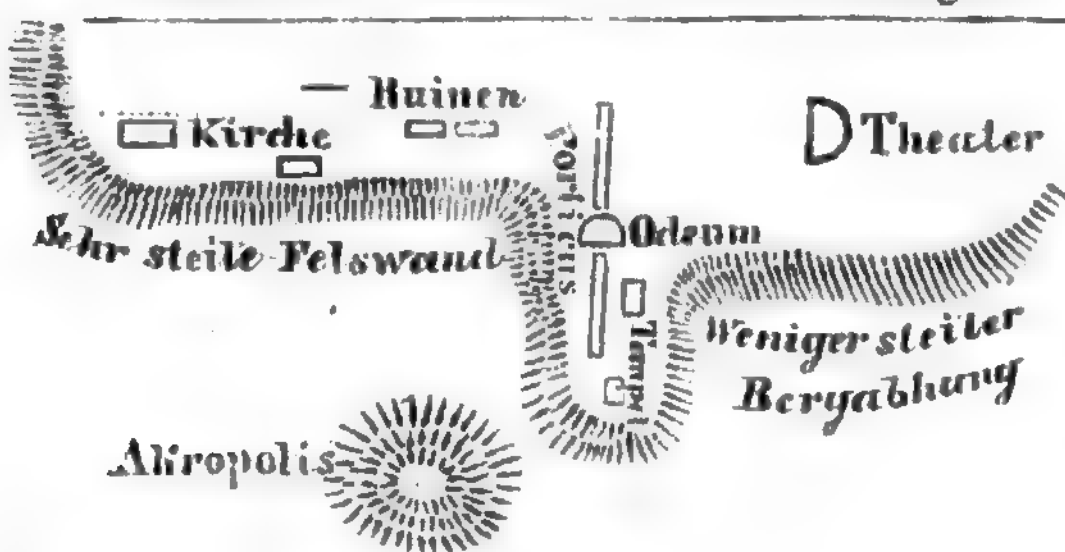 Ruinen
Kirche
Theater
Porticus
Odeum
Sehr steile Felswand
Tempel
Weniger steiler
Bergabhang
Akropolis